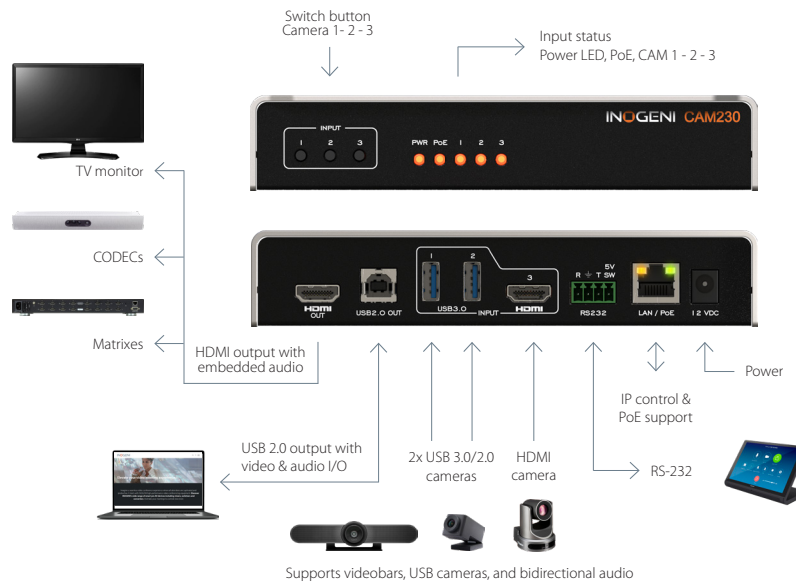 Switch button
Camera 1- 2 - 3
Input status
Power LED, PoE, CAM 1 - 2 - 3
INOGENI CAM230
INPUT
1 2 3
PWR PoE 1 2 3
TV monitor
CODECs
Matrixes
HDMI output with
embedded audio
1 2
3
5V
R T SW
HDMI
OUT
USB2.0 OUT
USB3.0
INPUT
HDMI
RS232
LAN / PoE
12 VDC
Power
IP control &
PoE support
USB 2.0 output with
video & audio I/O
2x USB 3.0/2.0
cameras
HDMI
camera
RS-232
Supports videobars, USB cameras, and bidirectional audio